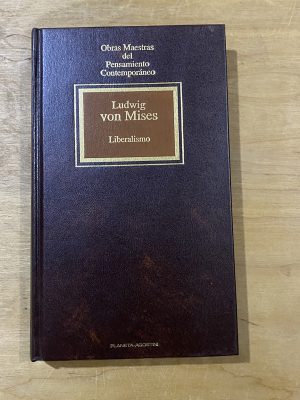 Obras Maestras
del
Pensamiento
Contemporáneo
Ludwig
von Mises
Liberalismo
PLANETA-AGOSTINI